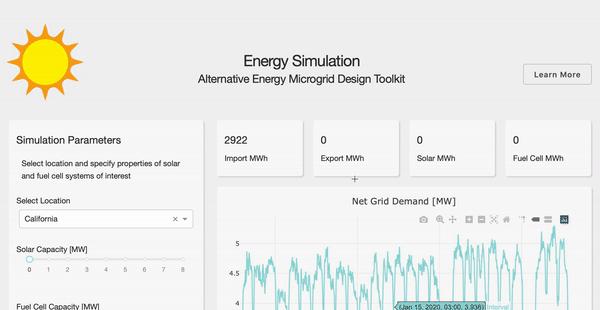 Energy Simulation
Alternative Energy Microgrid Design Toolkit
Learn More
Simulation Parameters
Select location and specify properties of solar
and fuel cell systems of interest
Select Location
California
Solar Capacity [MW]
0 1 2 3 4 5 6 7 8
Fuel Cell Capacity [MW]
2922
Import MWh
0
Export MWh
0
Solar MWh
0
Fuel Cell MWh
Net Grid Demand [MW]
5
4.5
4
(Jan 15, 2020, 03:00, 3.936)
Interval